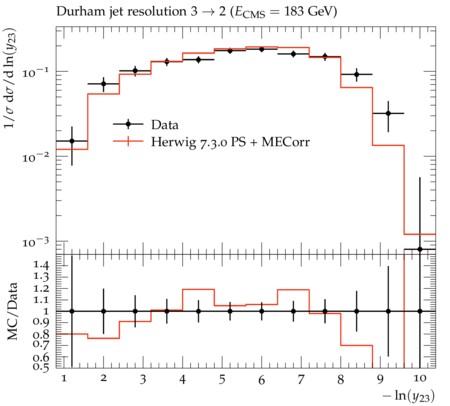 Durham jet resolution 3 → 2 (E_CMS = 183 GeV)
1/σ dσ/d ln(y_23)
10^−1
10^−2
10^−3
Data
Herwig 7.3.0 PS + MECorr
MC/Data
1.4
1.3
1.2
1.1
1
0.9
0.8
0.7
0.6
0.5
1 2 3 4 5 6 7 8 9 10
− ln(y_23)